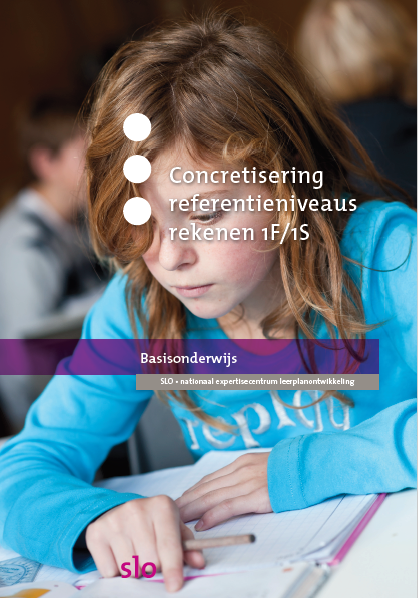 Concretisering
referentieniveaus
rekenen 1F/1S
Basisonderwijs
SLO • nationaal expertisecentrum leerplanontwikkeling
slo